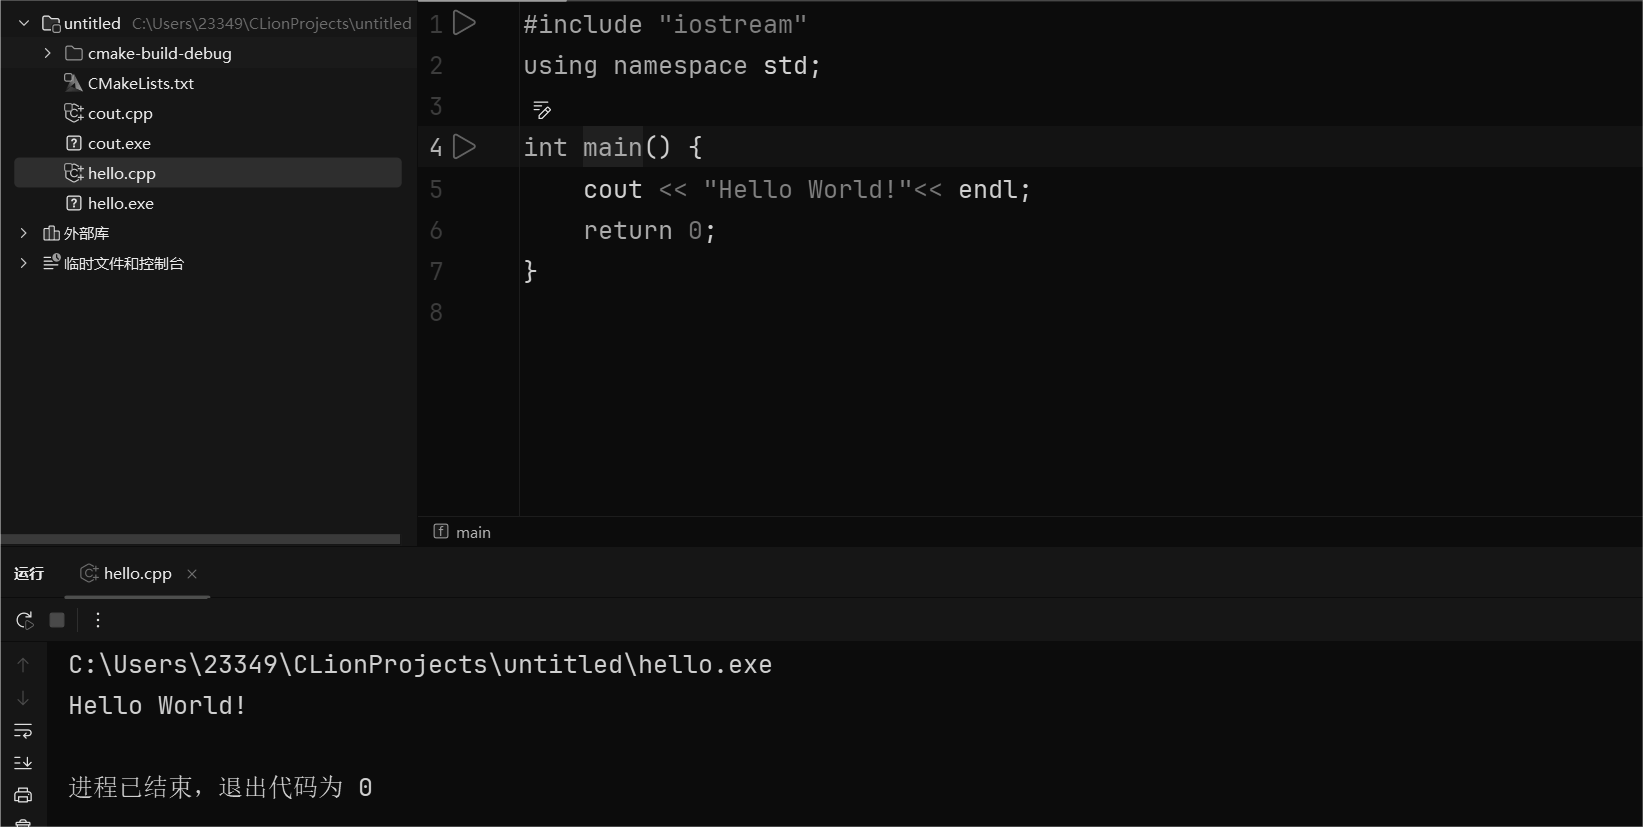 untitled C:\Users\23349\CLionProjects\untitled
cmake-build-debug
CMakeLists.txt
cout.cpp
cout.exe
hello.cpp
hello.exe
外部库
临时文件和控制台
1 #include "iostream"
2 using namespace std;
3
4 int main() {
5 cout << "Hello World!"<< endl;
6 return 0;
7 }
8
main
运行 hello.cpp
C:\Users\23349\CLionProjects\untitled\hello.exe
Hello World!
进程已结束，退出代码为 0